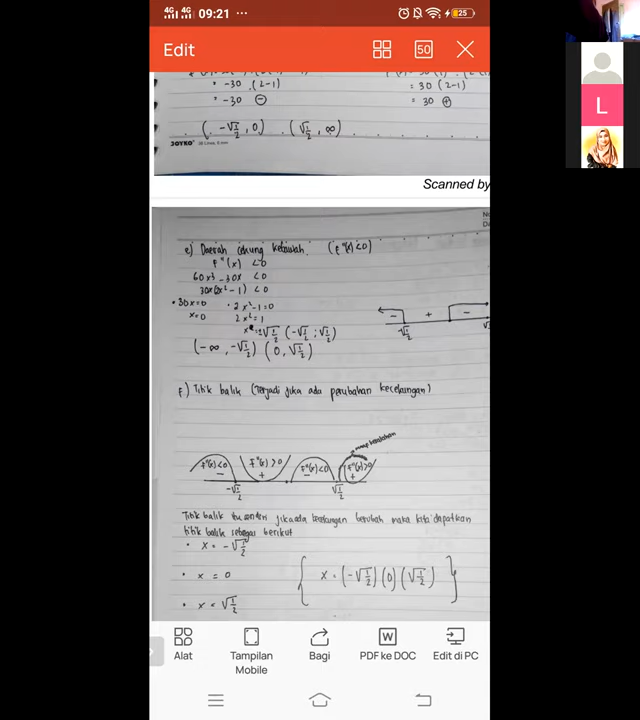 4G 4G 09:21 ...
25
Edit
50
= -30 . (2-1)
= -30 ⊖
= 30 (2-1)
= 30 ⊕
(-√½, 0) . (√½, ∞)
JOYKO
Scanned by
e) Daerah cekung kebawah. (f"(x) <0)
f"(x) <0
60x³ - 30x <0
30x(2x² - 1) <0
• 30x=0 • 2x²-1=0
x=0 2x²=1
x=±√½ (-√½ ; √½)
(-∞, -√½) (0, √½)
- + -
-√½
F.) Titik balik (Terjadi jika ada perubahan kecekungan)
f"(x) <0 f"(x) >0 f"(x) <0 f"(x) >0
- + - +
-√½ √½
Titik balik itu sendiri jika ada kecekungan berubah maka kita dapatkan
titik balik sebagai berikut
• x = -√½
• x = 0
• x = √½
{ x = (-√½) (0) (√½) }
L
Alat
Tampilan Mobile
Bagi
W
PDF ke DOC
Edit di PC